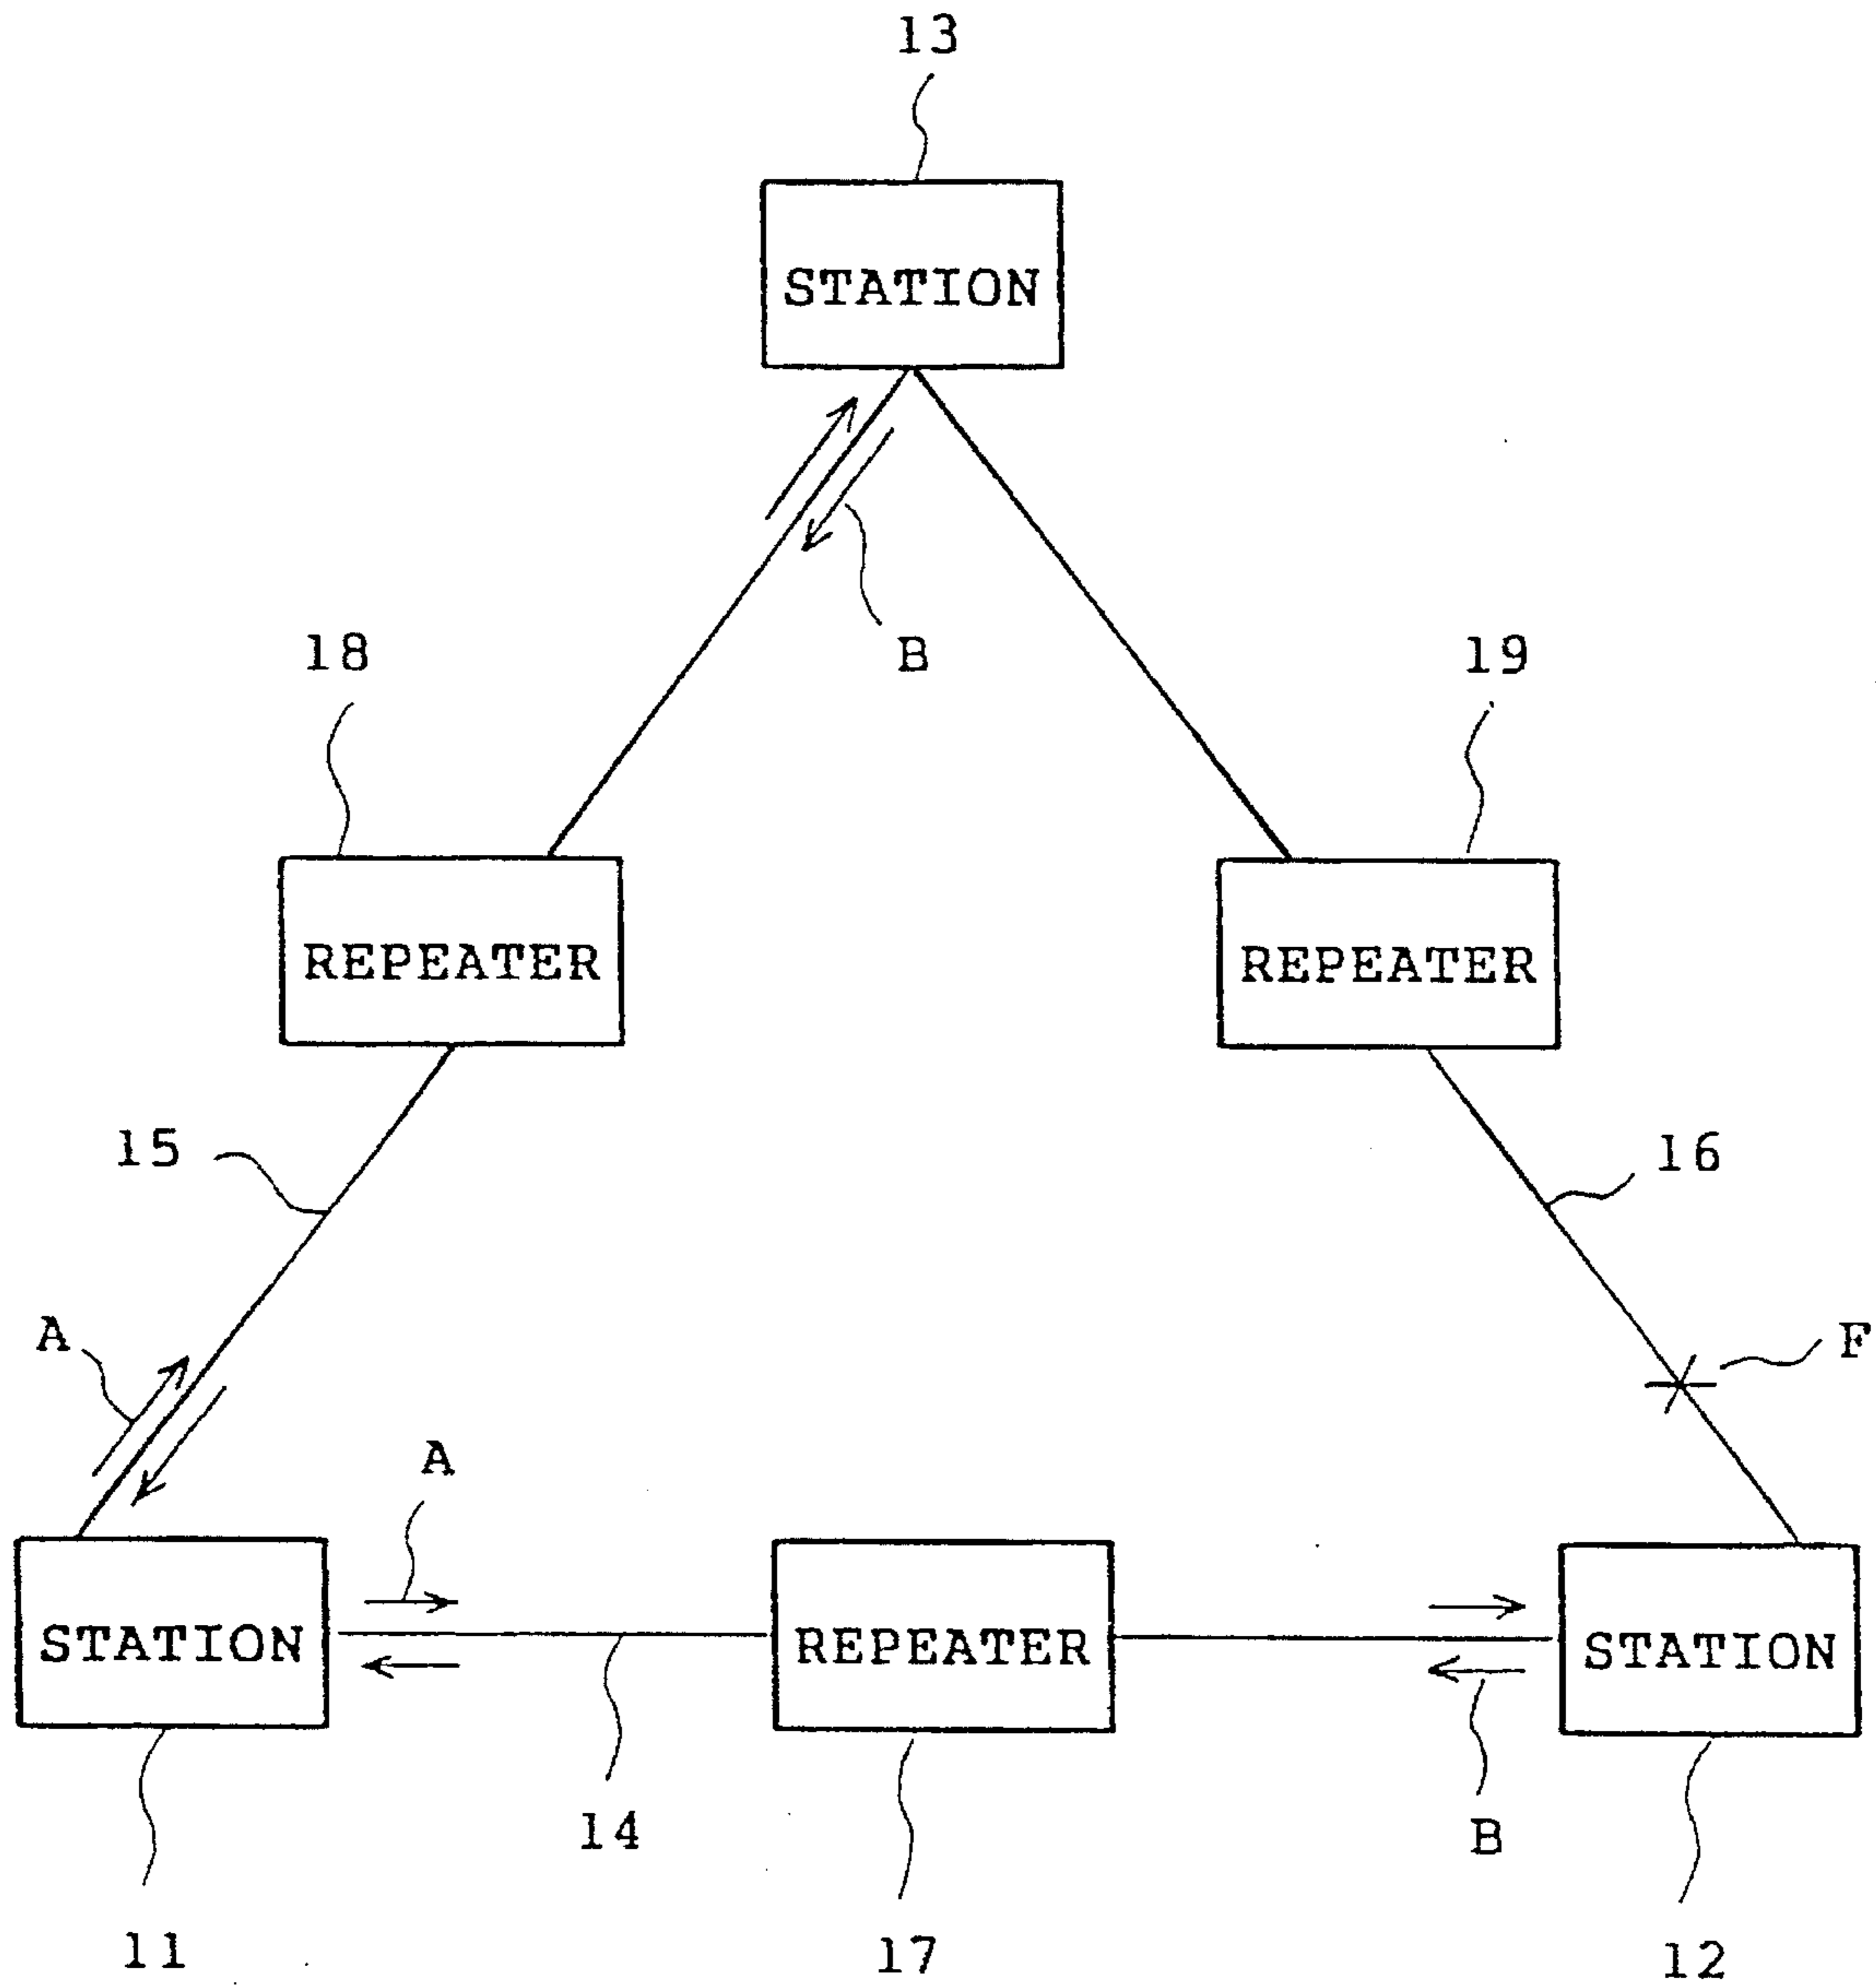 13
STATION
B
18
19
REPEATER
REPEATER
15
16
A
F
A
STATION
REPEATER
STATION
14
B
11
17
12